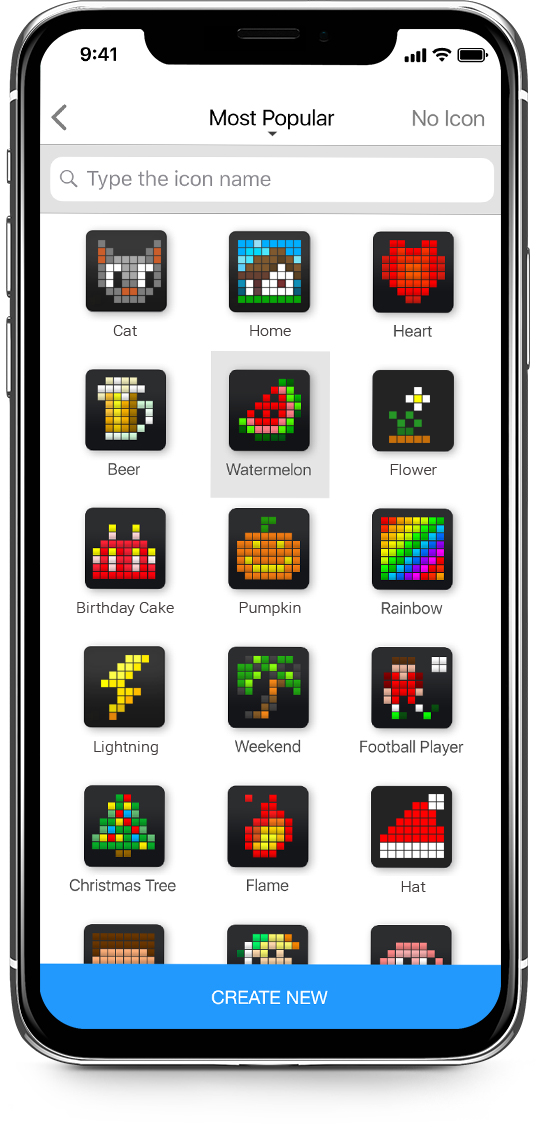 9:41
Most Popular
No Icon
Type the icon name
Cat
Home
Heart
Beer
Watermelon
Flower
Birthday Cake
Pumpkin
Rainbow
Lightning
Weekend
Football Player
Christmas Tree
Flame
Hat
CREATE NEW